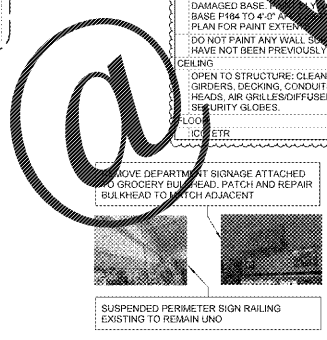 DAMAGED BASE.
BASE P184 TO 4'-0"
PLAN FOR PAINT
DO NOT PAINT ANY WALL
HAVE NOT BEEN PREVIOUSLY
CEILING
OPEN TO STRUCTURE: CLEAN
GIRDERS, DECKING, CONDUIT
HEADS, AIR GRILLES/DIFFUSE
SECURITY GLOBES.
FLOOR
ETR
REMOVE DEPARTMENT SIGNAGE ATTACHED
TO GROCERY BULKHEAD. PATCH AND REPAIR
BULKHEAD TO MATCH ADJACENT
SUSPENDED PERIMETER SIGN RAILING
EXISTING TO REMAIN UNO
@